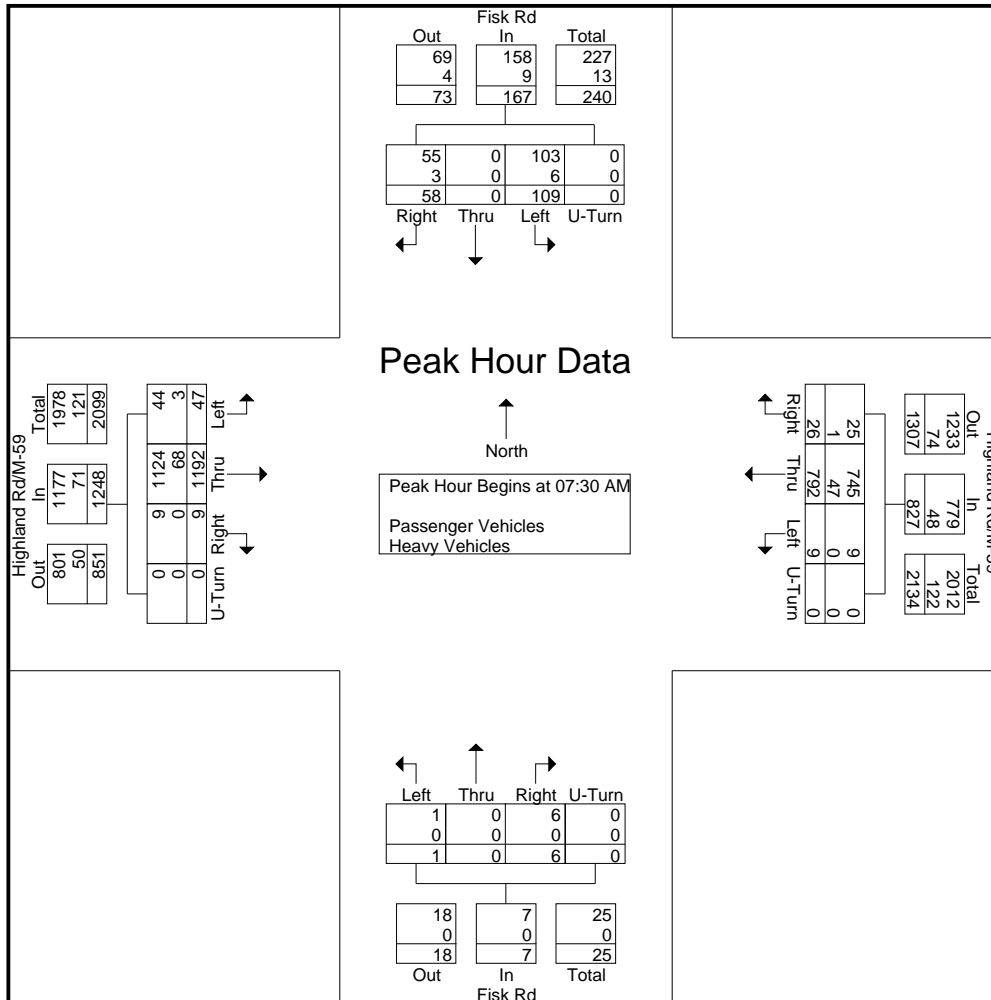 Fisk Rd
Out In Total
69 158 227
4 9 13
73 167 240
55 0 103 0
3 0 6 0
58 0 109 0
Right Thru Left U-Turn
Peak Hour Data
North
Peak Hour Begins at 07:30 AM
Passenger Vehicles
Heavy Vehicles
Highland Rd/M-59
Total In Out
1978 1177 801
121 71 50
2099 1248 851
44 1124 9 0
3 68 0 0
47 1192 9 0
Left Thru Right U-Turn
Highland Rd/M-59
Out In Total
1233 779 2012
74 48 122
1307 827 2134
25 745 9 0
1 47 0 0
26 792 9 0
Right Thru Left U-Turn
Left Thru Right U-Turn
1 0 6 0
0 0 0 0
1 0 6 0
18 7 25
0 0 0
18 7 25
Out In Total
Fisk Rd